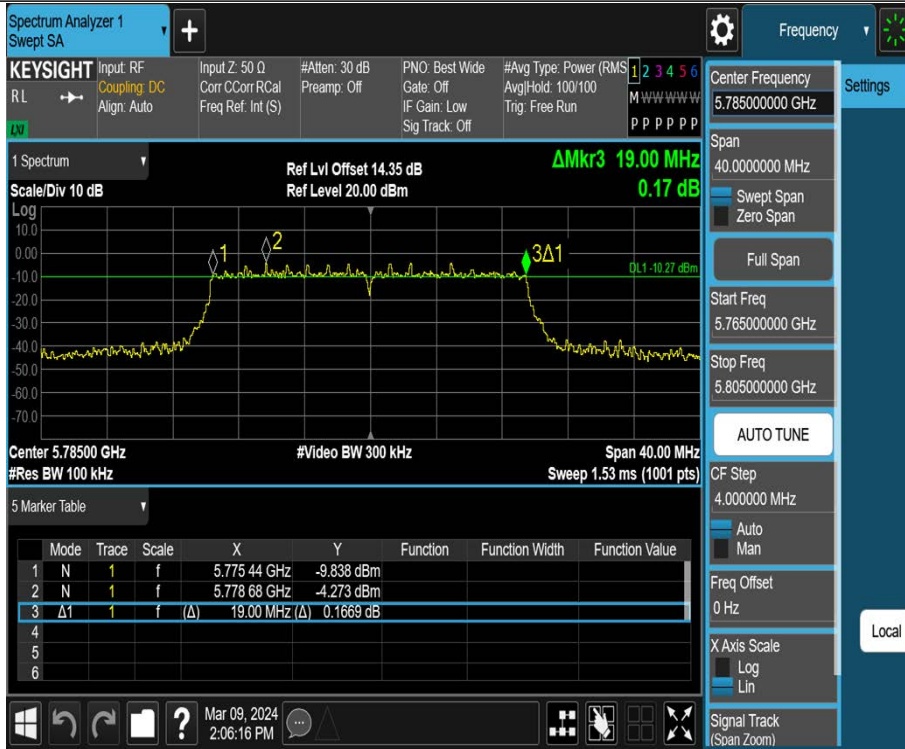 Spectrum Analyzer 1
Swept SA
Frequency
KEYSIGHT
RL
LXI
Input: RF
Coupling: DC
Align: Auto
Input Z: 50 Ω
Corr CCorr RCal
Freq Ref: Int (S)
#Atten: 30 dB
Preamp: Off
PNO: Best Wide
Gate: Off
IF Gain: Low
Sig Track: Off
#Avg Type: Power (RMS
Avg|Hold: 100/100
Trig: Free Run
1 2 3 4 5 6
M W W W W W
P P P P P P
1 Spectrum
Scale/Div 10 dB
Ref Lvl Offset 14.35 dB
Ref Level 20.00 dBm
ΔMkr3 19.00 MHz
0.17 dB
Log
10.0
0.00
-10.0
-20.0
-30.0
-40.0
-50.0
-60.0
-70.0
1
2
3Δ1
DL1 -10.27 dBm
Center 5.78500 GHz
#Res BW 100 kHz
#Video BW 300 kHz
Span 40.00 MHz
Sweep 1.53 ms (1001 pts)
5 Marker Table
Mode Trace Scale X Y Function Function Width Function Value
1 N 1 f 5.775 44 GHz -9.838 dBm
2 N 1 f 5.778 68 GHz -4.273 dBm
3 Δ1 1 f (Δ) 19.00 MHz (Δ) 0.1669 dB
4
5
6
Mar 09, 2024
2:06:16 PM
?
Center Frequency
5.785000000 GHz
Settings
Span
40.0000000 MHz
Swept Span
Zero Span
Full Span
Start Freq
5.765000000 GHz
Stop Freq
5.805000000 GHz
AUTO TUNE
CF Step
4.000000 MHz
Auto
Man
Freq Offset
0 Hz
Local
X Axis Scale
Log
Lin
Signal Track
(Span Zoom)